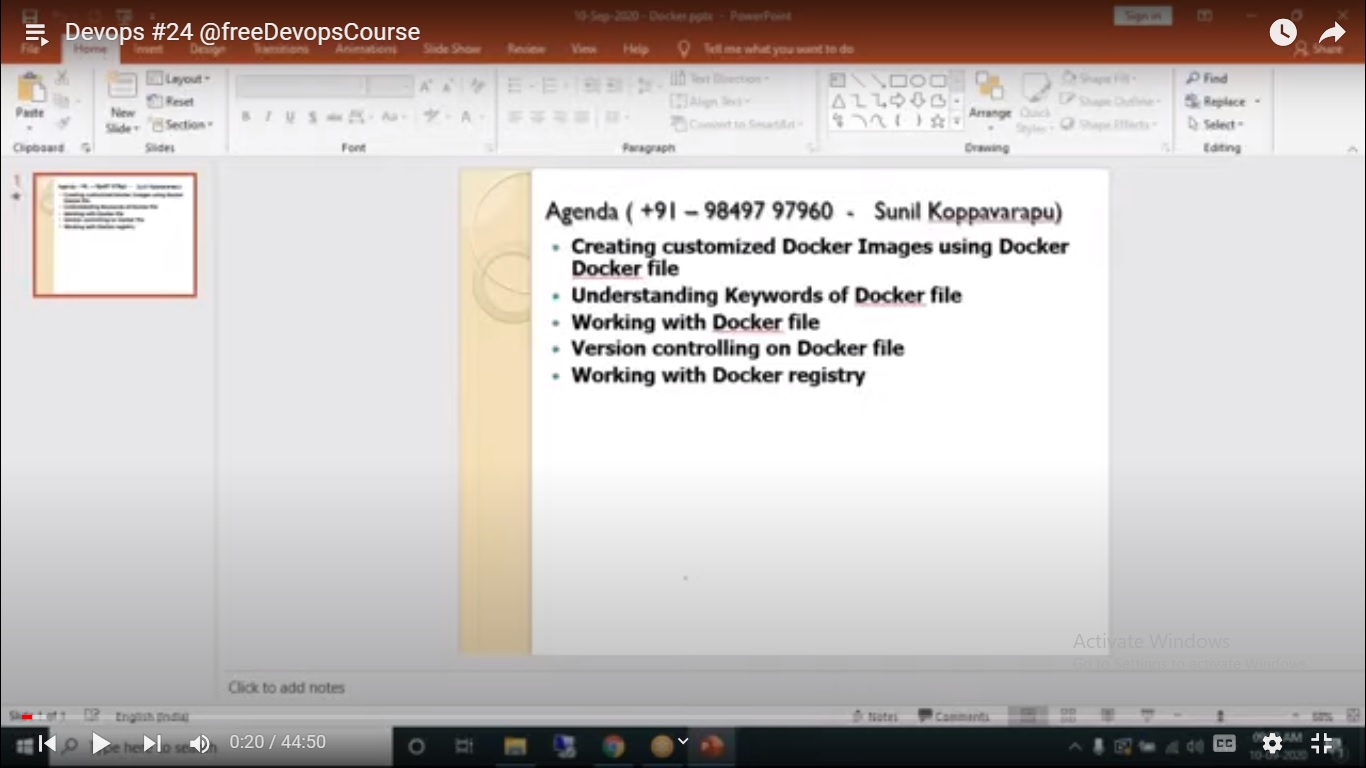 Devops #24 @freeDevopsCourse
10-Sep-2020 - Docker.pptx - PowerPoint
Sign in
File Home Insert Design Transitions Animations Slide Show Review View Help Tell me what you want to do Share
Paste
Clipboard
New
Slide
Layout
Reset
Section
Slides
Font
Text Direction
Align Text
Convert to SmartArt
Paragraph
Arrange
Quick
Styles
Shape Fill
Shape Outline
Shape Effects
Drawing
Find
Replace
Select
Editing
1
Agenda ( +91 – 98497 97960 - Sunil Koppavarapu)
Creating customized Docker Images using Docker
Docker file
Understanding Keywords of Docker file
Working with Docker file
Version controlling on Docker file
Working with Docker registry
Activate Windows
Go to Settings to activate Windows.
Click to add notes
Slide 1 of 1 English (India)
Notes Comments 68%
Type here to search
0:20 / 44:50
CC
10-09-2020